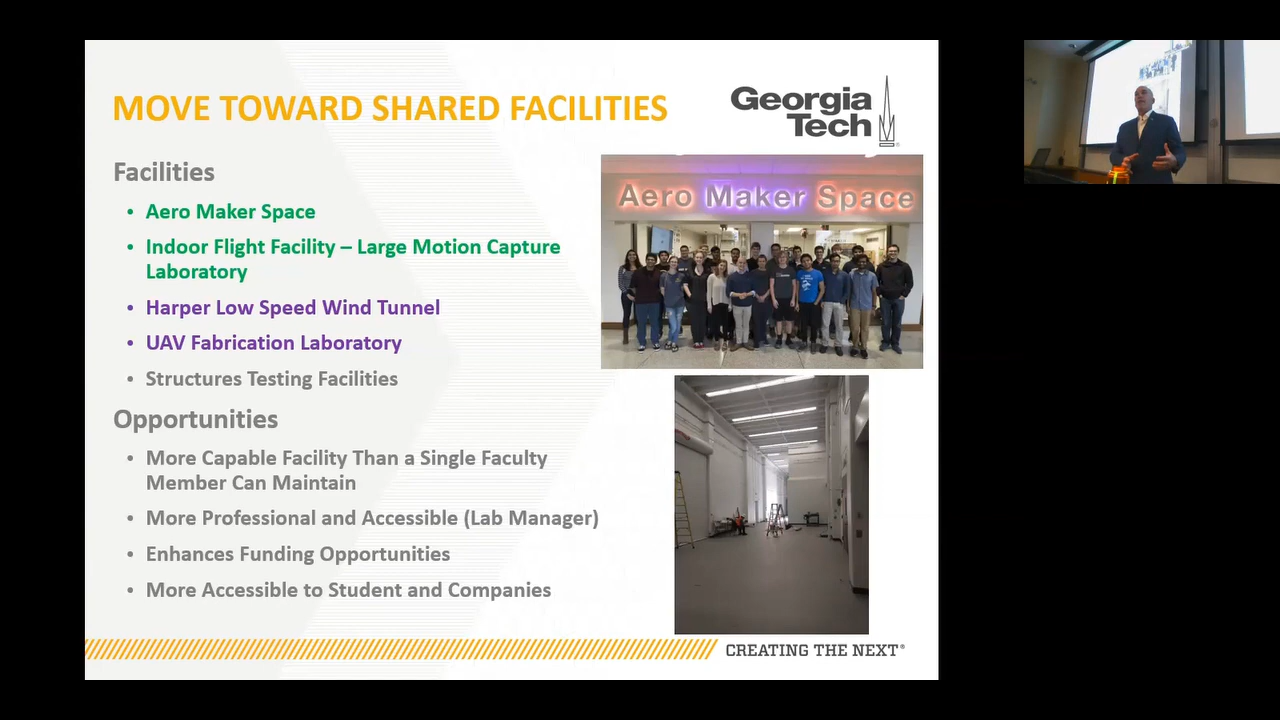 MOVE TOWARD SHARED FACILITIES
Georgia
Tech
Facilities
• Aero Maker Space
• Indoor Flight Facility – Large Motion Capture
Laboratory
• Harper Low Speed Wind Tunnel
• UAV Fabrication Laboratory
• Structures Testing Facilities
Opportunities
• More Capable Facility Than a Single Faculty
Member Can Maintain
• More Professional and Accessible (Lab Manager)
• Enhances Funding Opportunities
• More Accessible to Student and Companies
Aero Maker Space
CREATING THE NEXT®